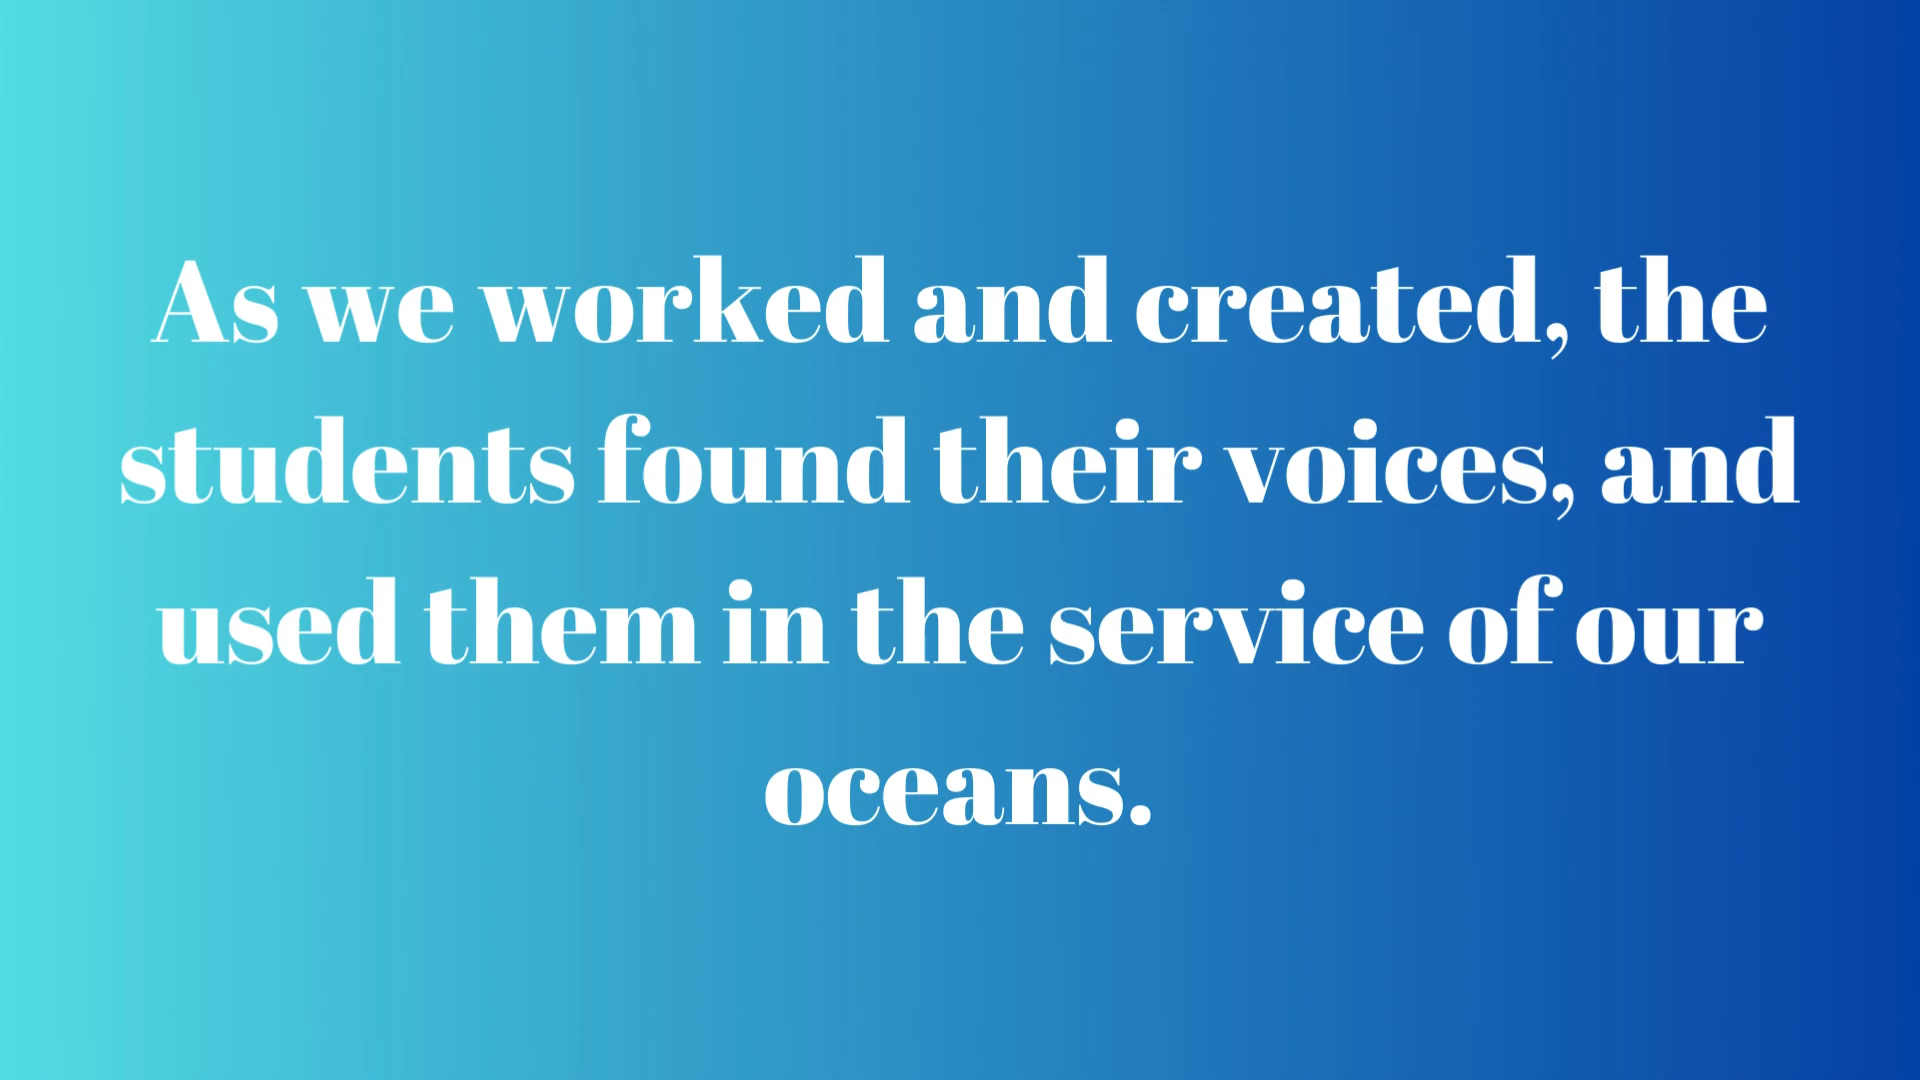 As we worked and created, the
students found their voices, and
used them in the service of our
oceans.